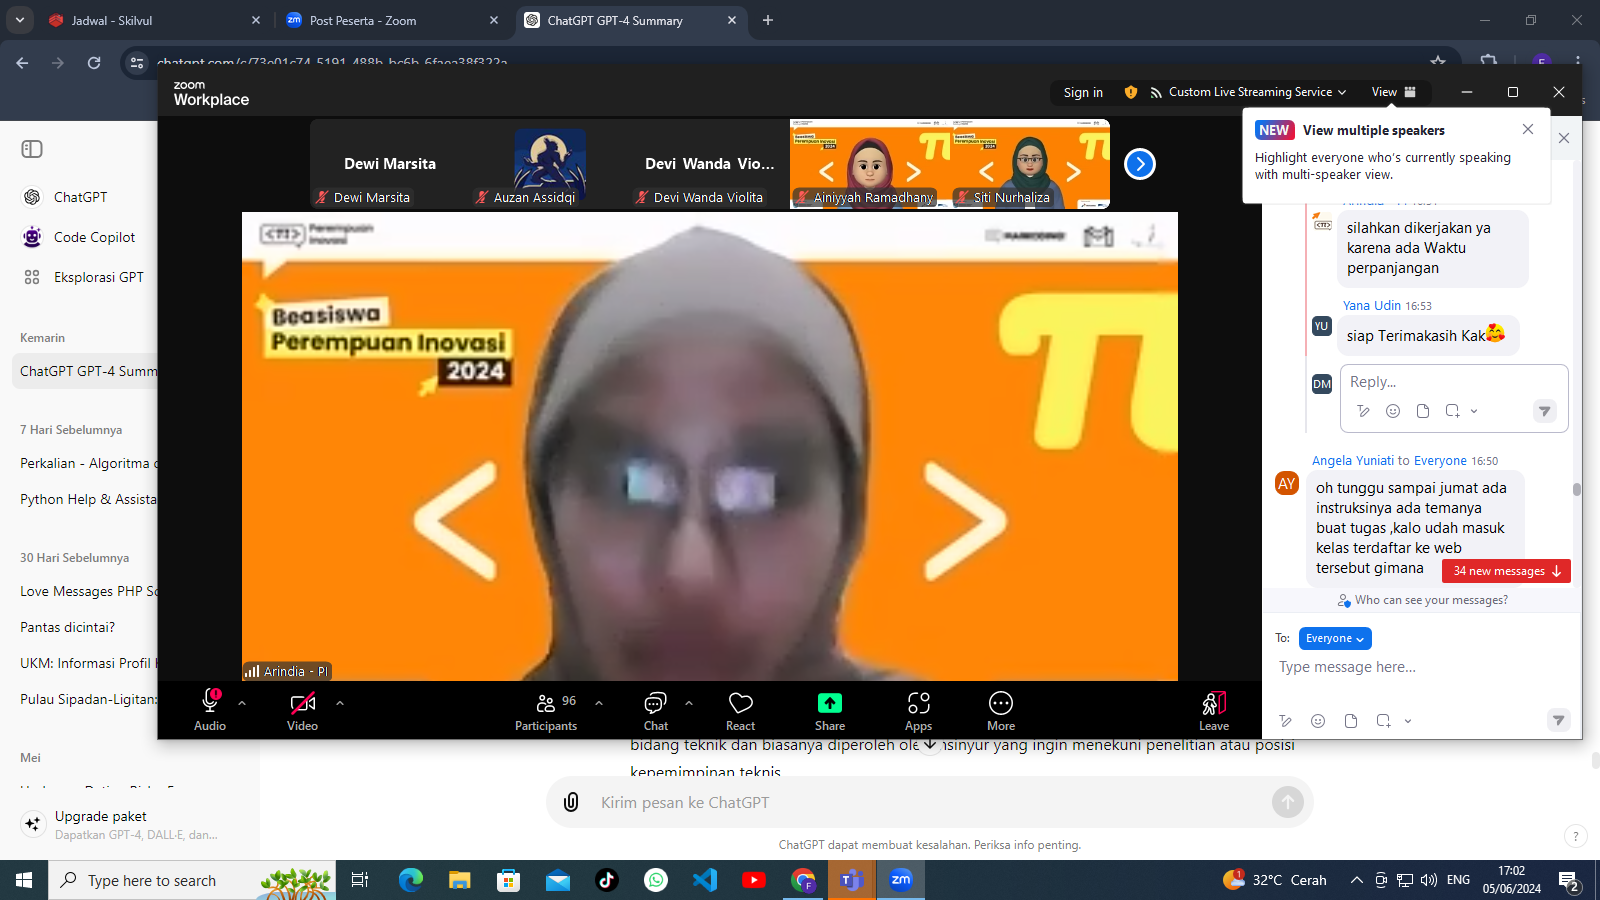 Jadwal - Skilvul
Post Peserta - Zoom
ChatGPT GPT-4 Summary
chatgpt.com/c/73e01c74-5191-488b-bc6b-6faea38f322a
zoom
Workplace
Sign in
Custom Live Streaming Service
View
NEW View multiple speakers
Highlight everyone who's currently speaking
with multi-speaker view.
ChatGPT
Code Copilot
Eksplorasi GPT
Kemarin
ChatGPT GPT-4 Summ
7 Hari Sebelumnya
Perkalian - Algoritma
Python Help & Assista
30 Hari Sebelumnya
Love Messages PHP Sc
Pantas dicintai?
UKM: Informasi Profil
Pulau Sipadan-Ligitan:
Mei
Upgrade paket
Dapatkan GPT-4, DALL·E, dan...
Dewi Marsita
Dewi Marsita
Auzan Assidqi
Devi Wanda Vio...
Devi Wanda Violita
Ainiyyah Ramadhany
Siti Nurhaliza
Perempuan
Inovasi
Beasiswa
Perempuan Inovasi
2024
Arindia - PI
silahkan dikerjakan ya
karena ada Waktu
perpanjangan
Yana Udin 16:53
YU
siap Terimakasih Kak🥰
DM
Reply...
Angela Yuniati to Everyone 16:50
AY
oh tunggu sampai jumat ada
instruksinya ada temanya
buat tugas ,kalo udah masuk
kelas terdaftar ke web
tersebut gimana
34 new messages
Who can see your messages?
To: Everyone
Type message here...
Audio
Video
Participants
96
Chat
React
Share
Apps
More
Leave
bidang teknik dan biasanya diperoleh ole insinyur yang ingin menekuni penelitian atau posisi
kepemimpinan teknis
Kirim pesan ke ChatGPT
ChatGPT dapat membuat kesalahan. Periksa info penting.
?
Type here to search
32°C Cerah
ENG
17:02
05/06/2024
2